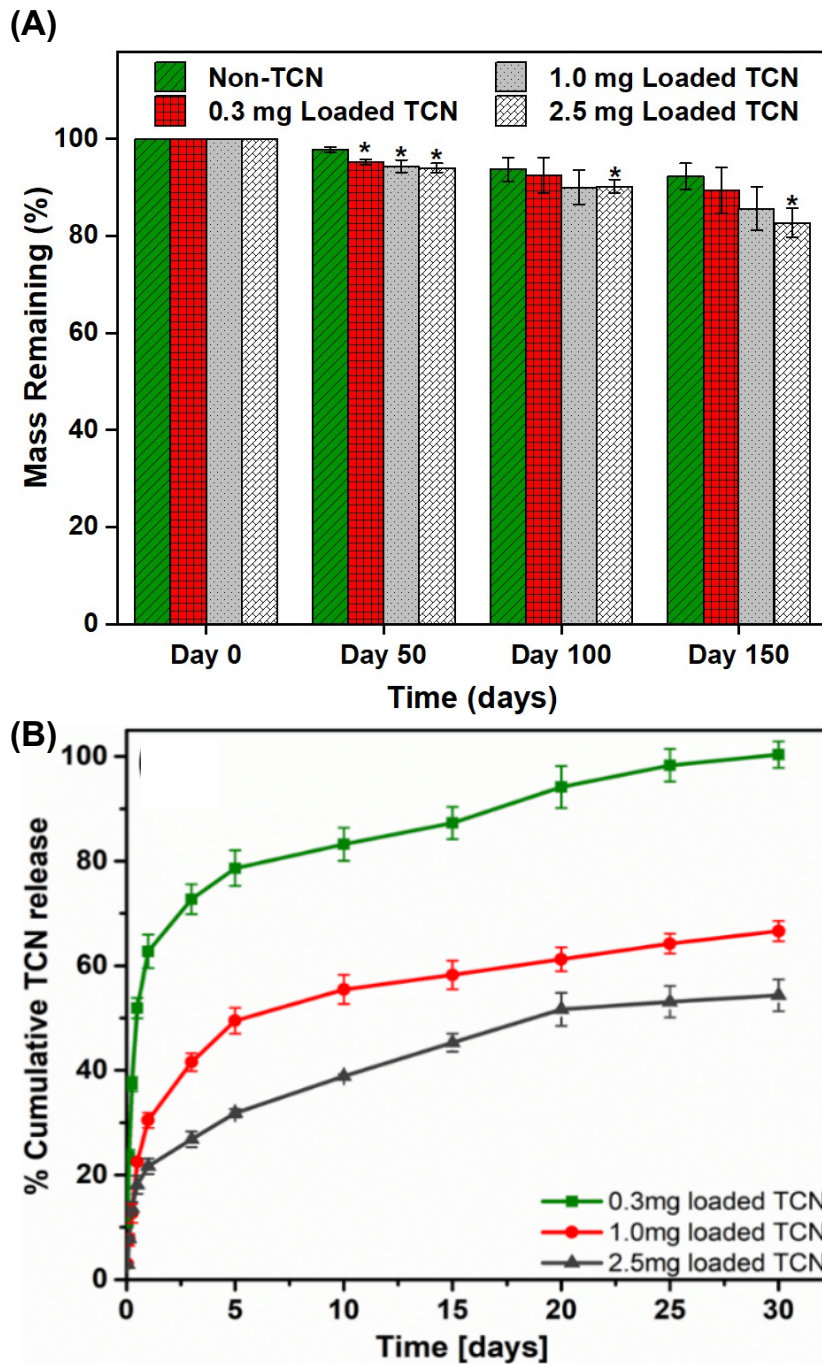 (A)
Non-TCN
1.0 mg Loaded TCN
0.3 mg Loaded TCN
2.5 mg Loaded TCN
Mass Remaining (%)
100
80
60
40
20
0
* * *
*
*
Day 0 Day 50 Day 100 Day 150
Time (days)
(B)
% Cumulative TCN release
100
80
60
40
20
0
0.3mg loaded TCN
1.0mg loaded TCN
2.5mg loaded TCN
0 5 10 15 20 25 30
Time [days]